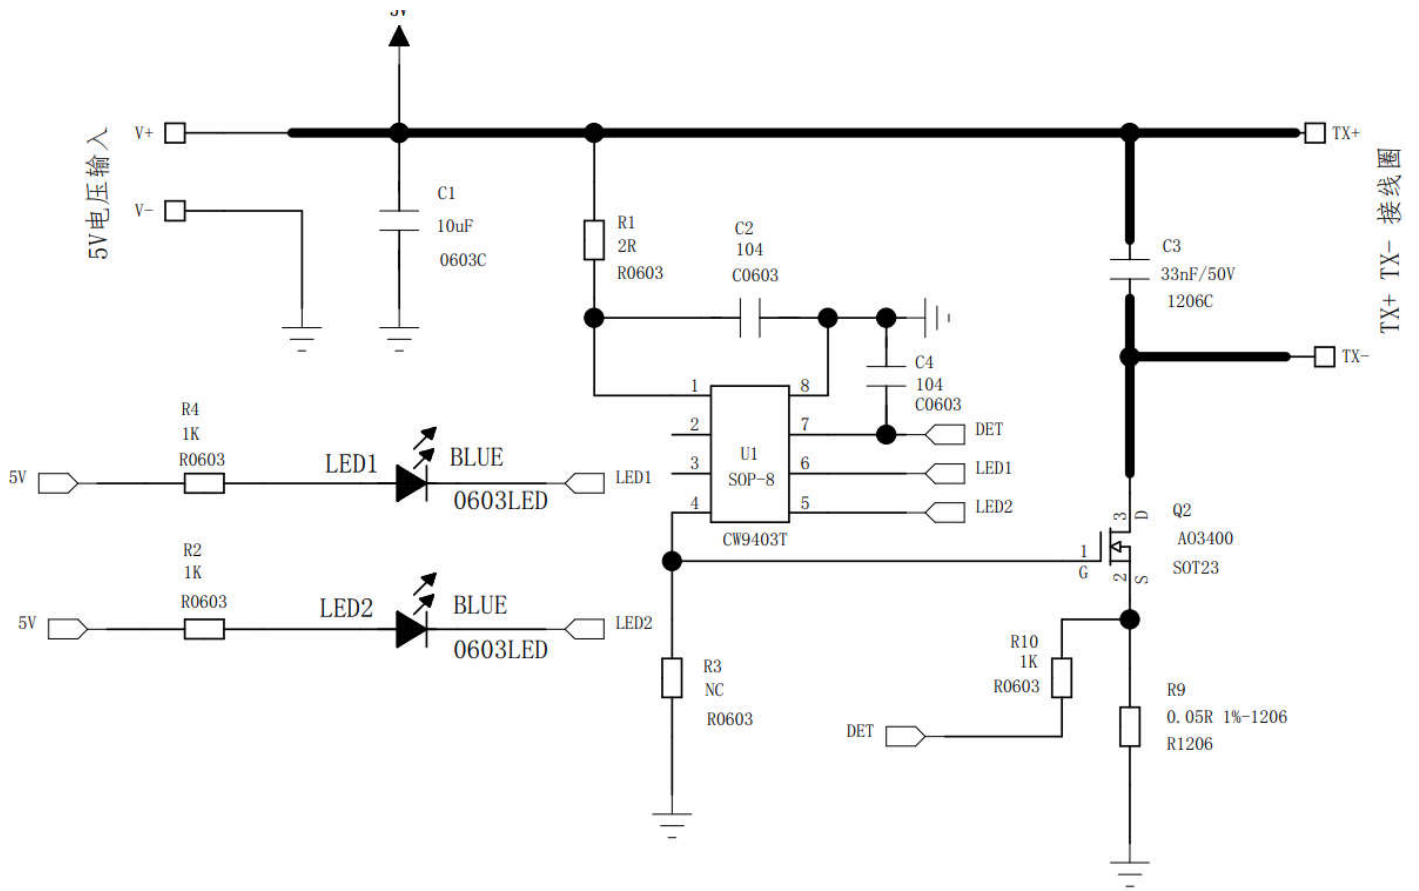 5V
V+
TX+
5V电压输入
V-
C1
10uF
0603C
R1
2R
R0603
C2
104
C0603
C3
33nF/50V
1206C
TX+ TX- 接线圈
TX-
C4
104
C0603
1
8
2
7
3
6
4
5
U1
SOP-8
CW9403T
DET
LED1
LED2
R4
1K
R0603
5V
LED1
BLUE
0603LED
LED1
R2
1K
R0603
5V
LED2
BLUE
0603LED
LED2
3
D
1
G
2
S
Q2
AO3400
SOT23
R3
NC
R0603
R10
1K
R0603
DET
R9
0.05R 1%-1206
R1206